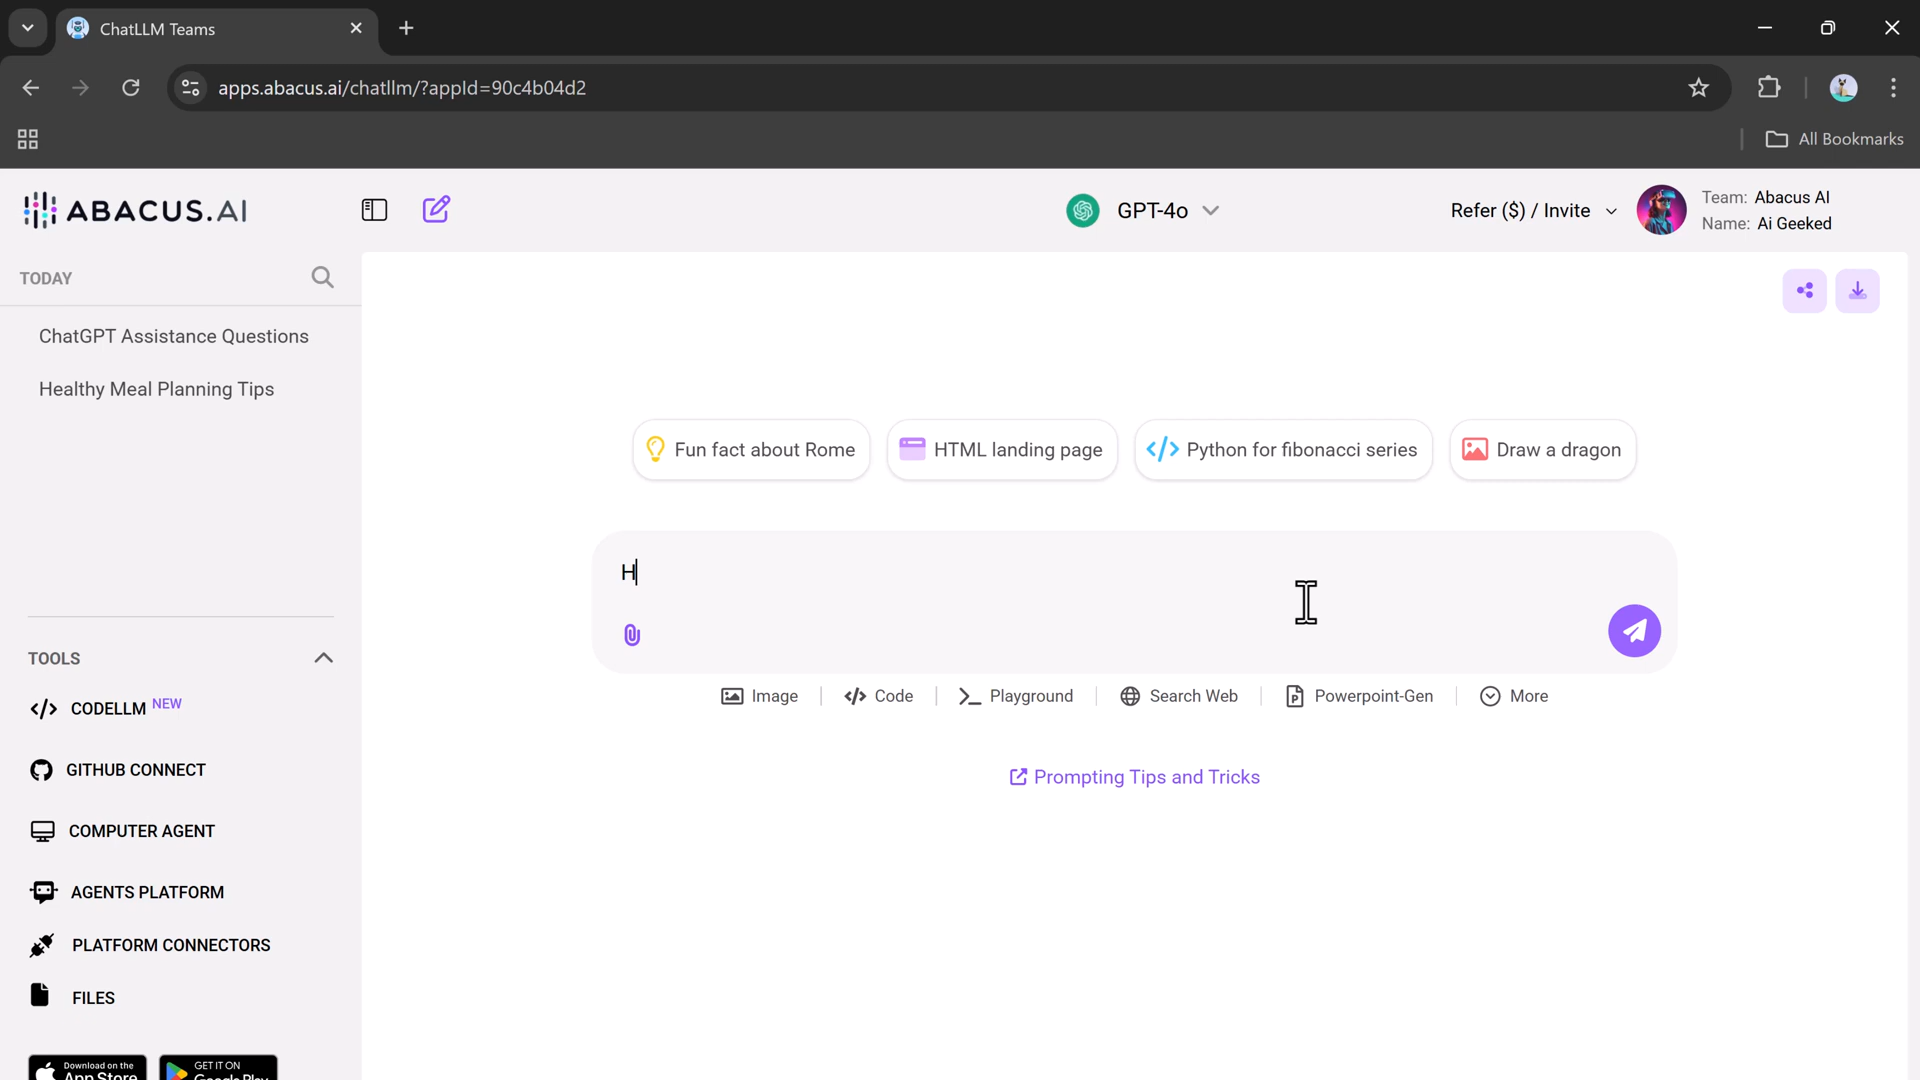 ChatLLM Teams
apps.abacus.ai/chatllm/?appId=90c4b04d2
All Bookmarks
ABACUS.AI
GPT-4o
Refer ($) / Invite
Team: Abacus AI
Name: Ai Geeked
TODAY
ChatGPT Assistance Questions
Healthy Meal Planning Tips
Fun fact about Rome
HTML landing page
Python for fibonacci series
Draw a dragon
H
Image
Code
Playground
Search Web
Powerpoint-Gen
More
Prompting Tips and Tricks
TOOLS
CODELLM NEW
GITHUB CONNECT
COMPUTER AGENT
AGENTS PLATFORM
PLATFORM CONNECTORS
FILES
Download on the
App Store
GET IT ON
Google Play